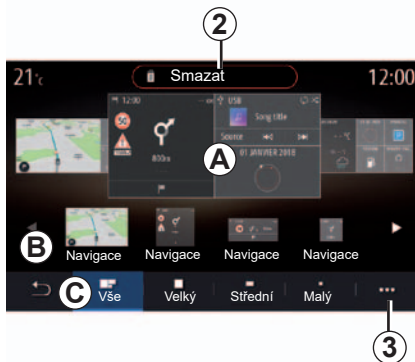 2
21°c
Smazat
12:00
12:00
USB
50
Song title
Source
A
800m
01 JANVIER 2018
B
Navigace
Navigace
Navigace
Navigace
C
Vše
Velký
Střední
Malý
3